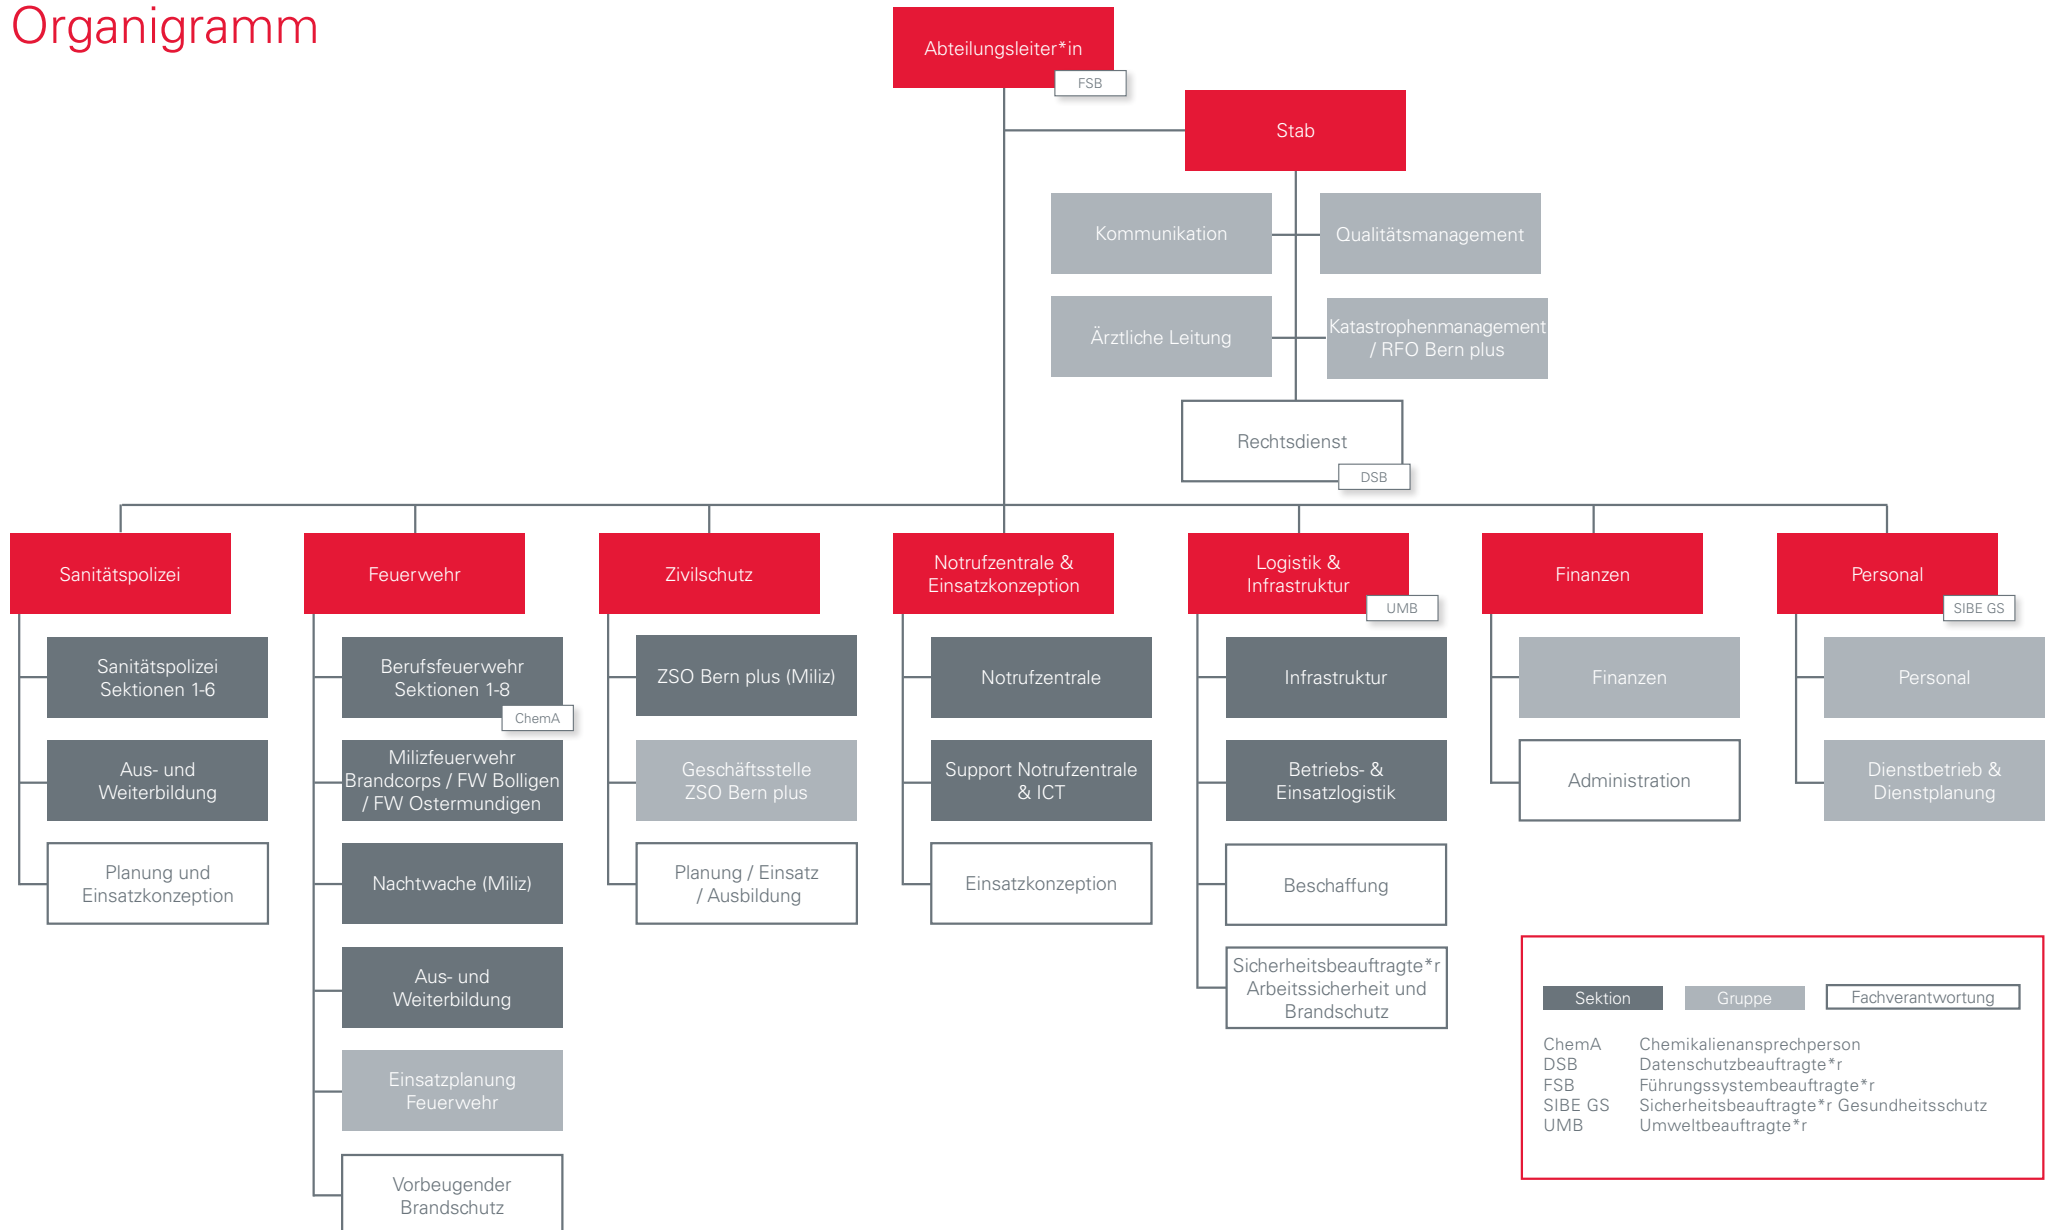 Organigramm
Abteilungsleiter*in
FSB
Stab
Kommunikation
Qualitätsmanagement
Ärztliche Leitung
Katastrophenmanagement
/ RFO Bern plus
Rechtsdienst
DSB
Sanitätspolizei
Sanitätspolizei
Sektionen 1-6
Aus- und
Weiterbildung
Planung und
Einsatzkonzeption
Feuerwehr
Berufsfeuerwehr
Sektionen 1-8
ChemA
Milizfeuerwehr
Brandcorps / FW Bolligen
/ FW Ostermundigen
Nachtwache (Miliz)
Aus- und
Weiterbildung
Einsatzplanung
Feuerwehr
Vorbeugender
Brandschutz
Zivilschutz
ZSO Bern plus (Miliz)
Geschäftsstelle
ZSO Bern plus
Planung / Einsatz
/ Ausbildung
Notrufzentrale &
Einsatzkonzeption
Notrufzentrale
Support Notrufzentrale
& ICT
Einsatzkonzeption
Logistik &
Infrastruktur
UMB
Infrastruktur
Betriebs- &
Einsatzlogistik
Beschaffung
Sicherheitsbeauftragte*r
Arbeitssicherheit und
Brandschutz
Finanzen
Finanzen
Administration
Personal
SIBE GS
Personal
Dienstbetrieb &
Dienstplanung
Sektion
Gruppe
Fachverantwortung
ChemA Chemikalienansprechperson
DSB Datenschutzbeauftragte*r
FSB Führungssystembeauftragte*r
SIBE GS Sicherheitsbeauftragte*r Gesundheitsschutz
UMB Umweltbeauftragte*r